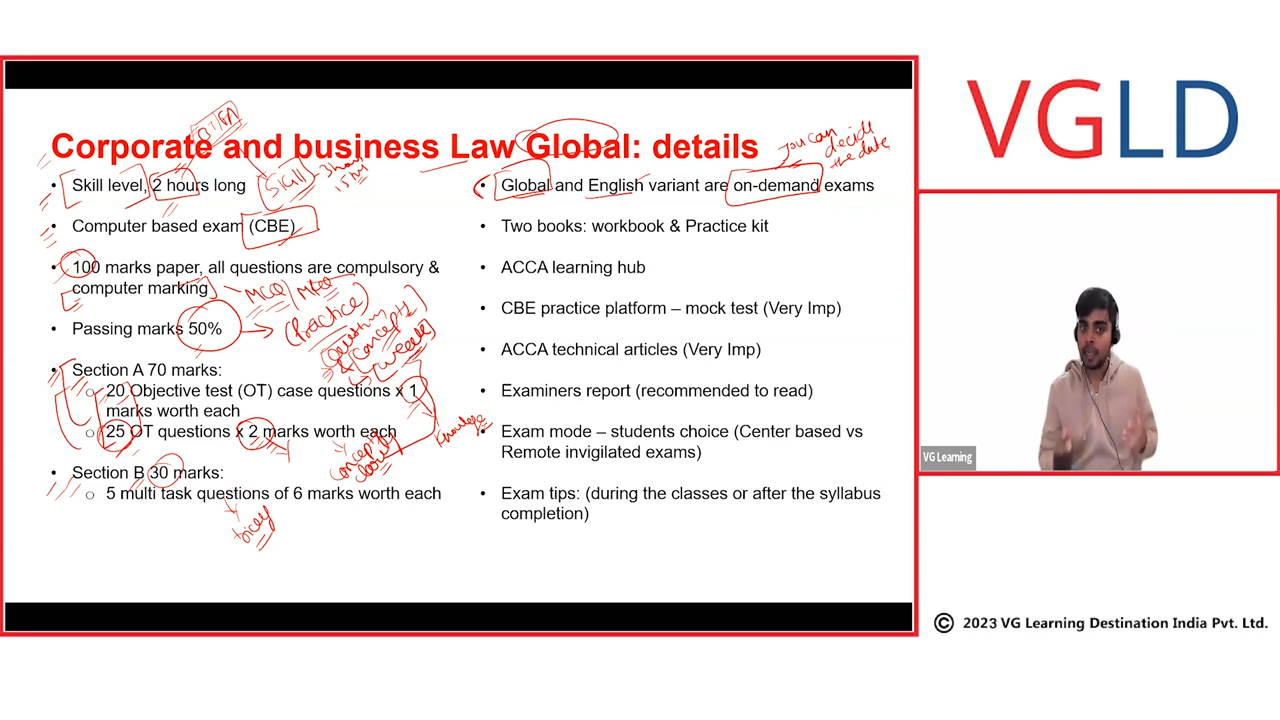 Corporate and business Law Global: details
• Skill level, 2 hours long
• Computer based exam (CBE)
• 100 marks paper, all questions are compulsory &
computer marking
• Passing marks 50%
• Section A 70 marks:
o 20 Objective test (OT) case questions x 1
marks worth each
o 25 OT questions x 2 marks worth each
• Section B 30 marks:
o 5 multi task questions of 6 marks worth each
Skill
MCQ
(Practice)
Questions
& Concepts
Knowledge
Concept
you can
decide
the date
• Global and English variant are on-demand exams
• Two books: workbook & Practice kit
• ACCA learning hub
• CBE practice platform – mock test (Very Imp)
• ACCA technical articles (Very Imp)
• Examiners report (recommended to read)
• Exam mode – students choice (Center based vs
Remote invigilated exams)
• Exam tips: (during the classes or after the syllabus
completion)
VGLD
VG Learning
© 2023 VG Learning Destination India Pvt. Ltd.